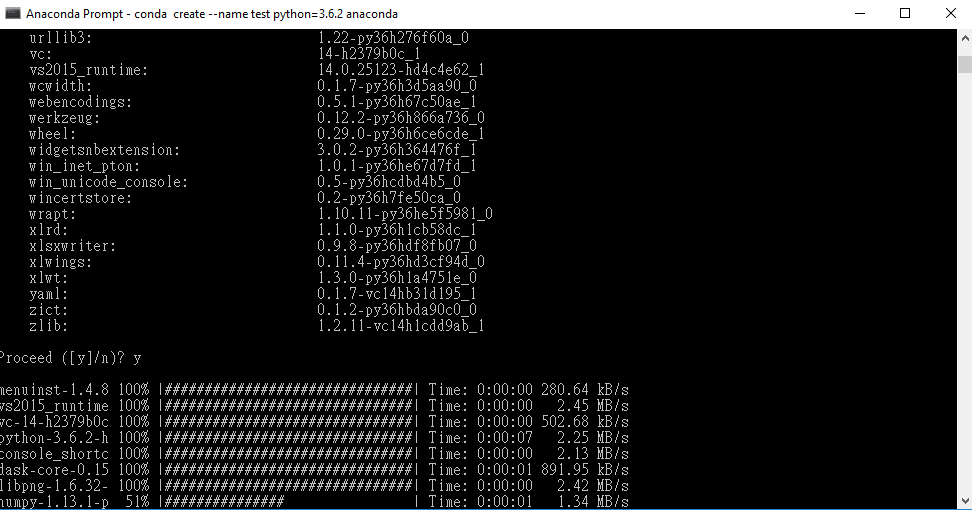 Anaconda Prompt - conda  create --name test python=3.6.2 anaconda
urllib3: 1.22-py36h276f60a_0
vc: 14-h2379b0c_1
vs2015_runtime: 14.0.25123-hd4c4e62_1
wcwidth: 0.1.7-py36h3d5aa90_0
webencodings: 0.5.1-py36h67c50ae_1
werkzeug: 0.12.2-py36h866a736_0
wheel: 0.29.0-py36h6ce6cde_1
widgetsnbextension: 3.0.2-py36h364476f_1
win_inet_pton: 1.0.1-py36he67d7fd_1
win_unicode_console: 0.5-py36hcdbd4b5_0
wincertstore: 0.2-py36h7fe50ca_0
wrapt: 1.10.11-py36he5f5981_0
xlrd: 1.1.0-py36h1cb58dc_1
xlsxwriter: 0.9.8-py36hdf8fb07_0
xlwings: 0.11.4-py36hd3cf94d_0
xlwt: 1.3.0-py36h1a4751e_0
yaml: 0.1.7-vc14hb31d195_1
zict: 0.1.2-py36hbda90c0_0
zlib: 1.2.11-vc14h1cdd9ab_1
Proceed ([y]/n)? y
menuinst-1.4.8 100% |###############################| Time: 0:00:00 280.64 kB/s
vs2015_runtime 100% |###############################| Time: 0:00:00   2.45 MB/s
vc-14-h2379b0c 100% |###############################| Time: 0:00:00 502.68 kB/s
python-3.6.2-h 100% |###############################| Time: 0:00:07   2.25 MB/s
console_shortc 100% |###############################| Time: 0:00:00   2.13 MB/s
dask-core-0.15 100% |###############################| Time: 0:00:01 891.95 kB/s
libpng-1.6.32- 100% |###############################| Time: 0:00:00   2.42 MB/s
numpy-1.13.1-p  51% |###############                | Time: 0:00:01   1.34 MB/s